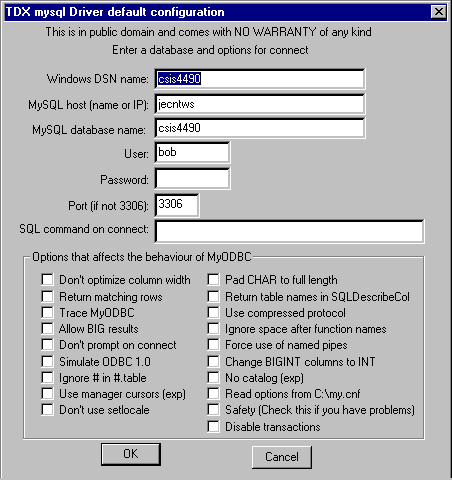 TDX mysql Driver default configuration
This is in public domain and comes with NO WARRANTY of any kind
Enter a database and options for connect
Windows DSN name: csis4490
MySQL host (name or IP): jecntws
MySQL database name: csis4490
User: bob
Password:
Port (if not 3306): 3306
SQL command on connect:
Options that affects the behaviour of MyODBC
Don't optimize column width
Return matching rows
Trace MyODBC
Allow BIG results
Don't prompt on connect
Simulate ODBC 1.0
Ignore # in #.table
Use manager cursors (exp)
Don't use setlocale
Pad CHAR to full length
Return table names in SQLDescribeCol
Use compressed protocol
Ignore space after function names
Force use of named pipes
Change BIGINT columns to INT
No catalog (exp)
Read options from C:\my.cnf
Safety (Check this if you have problems)
Disable transactions
OK
Cancel